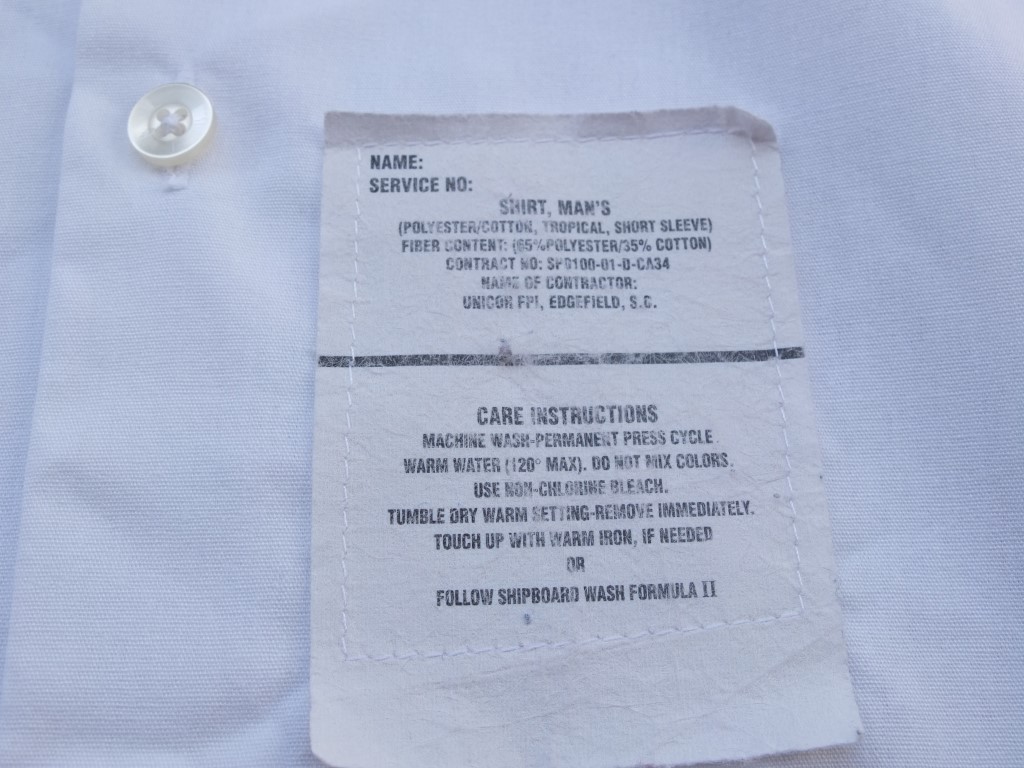 NAME:
SERVICE NO:
SHIRT, MAN'S
(POLYESTER/COTTON, TROPICAL, SHORT SLEEVE)
FIBER CONTENT: (65%POLYESTER/35% COTTON)
CONTRACT NO: SP0100-01-D-CA34
NAME OF CONTRACTOR:
UNICOR FPI, EDGEFIELD, S.C.
CARE INSTRUCTIONS
MACHINE WASH-PERMANENT PRESS CYCLE.
WARM WATER (120° MAX). DO NOT MIX COLORS.
USE NON-CHLORINE BLEACH.
TUMBLE DRY WARM SETTING-REMOVE IMMEDIATELY.
TOUCH UP WITH WARM IRON, IF NEEDED
OR
FOLLOW SHIPBOARD WASH FORMULA II